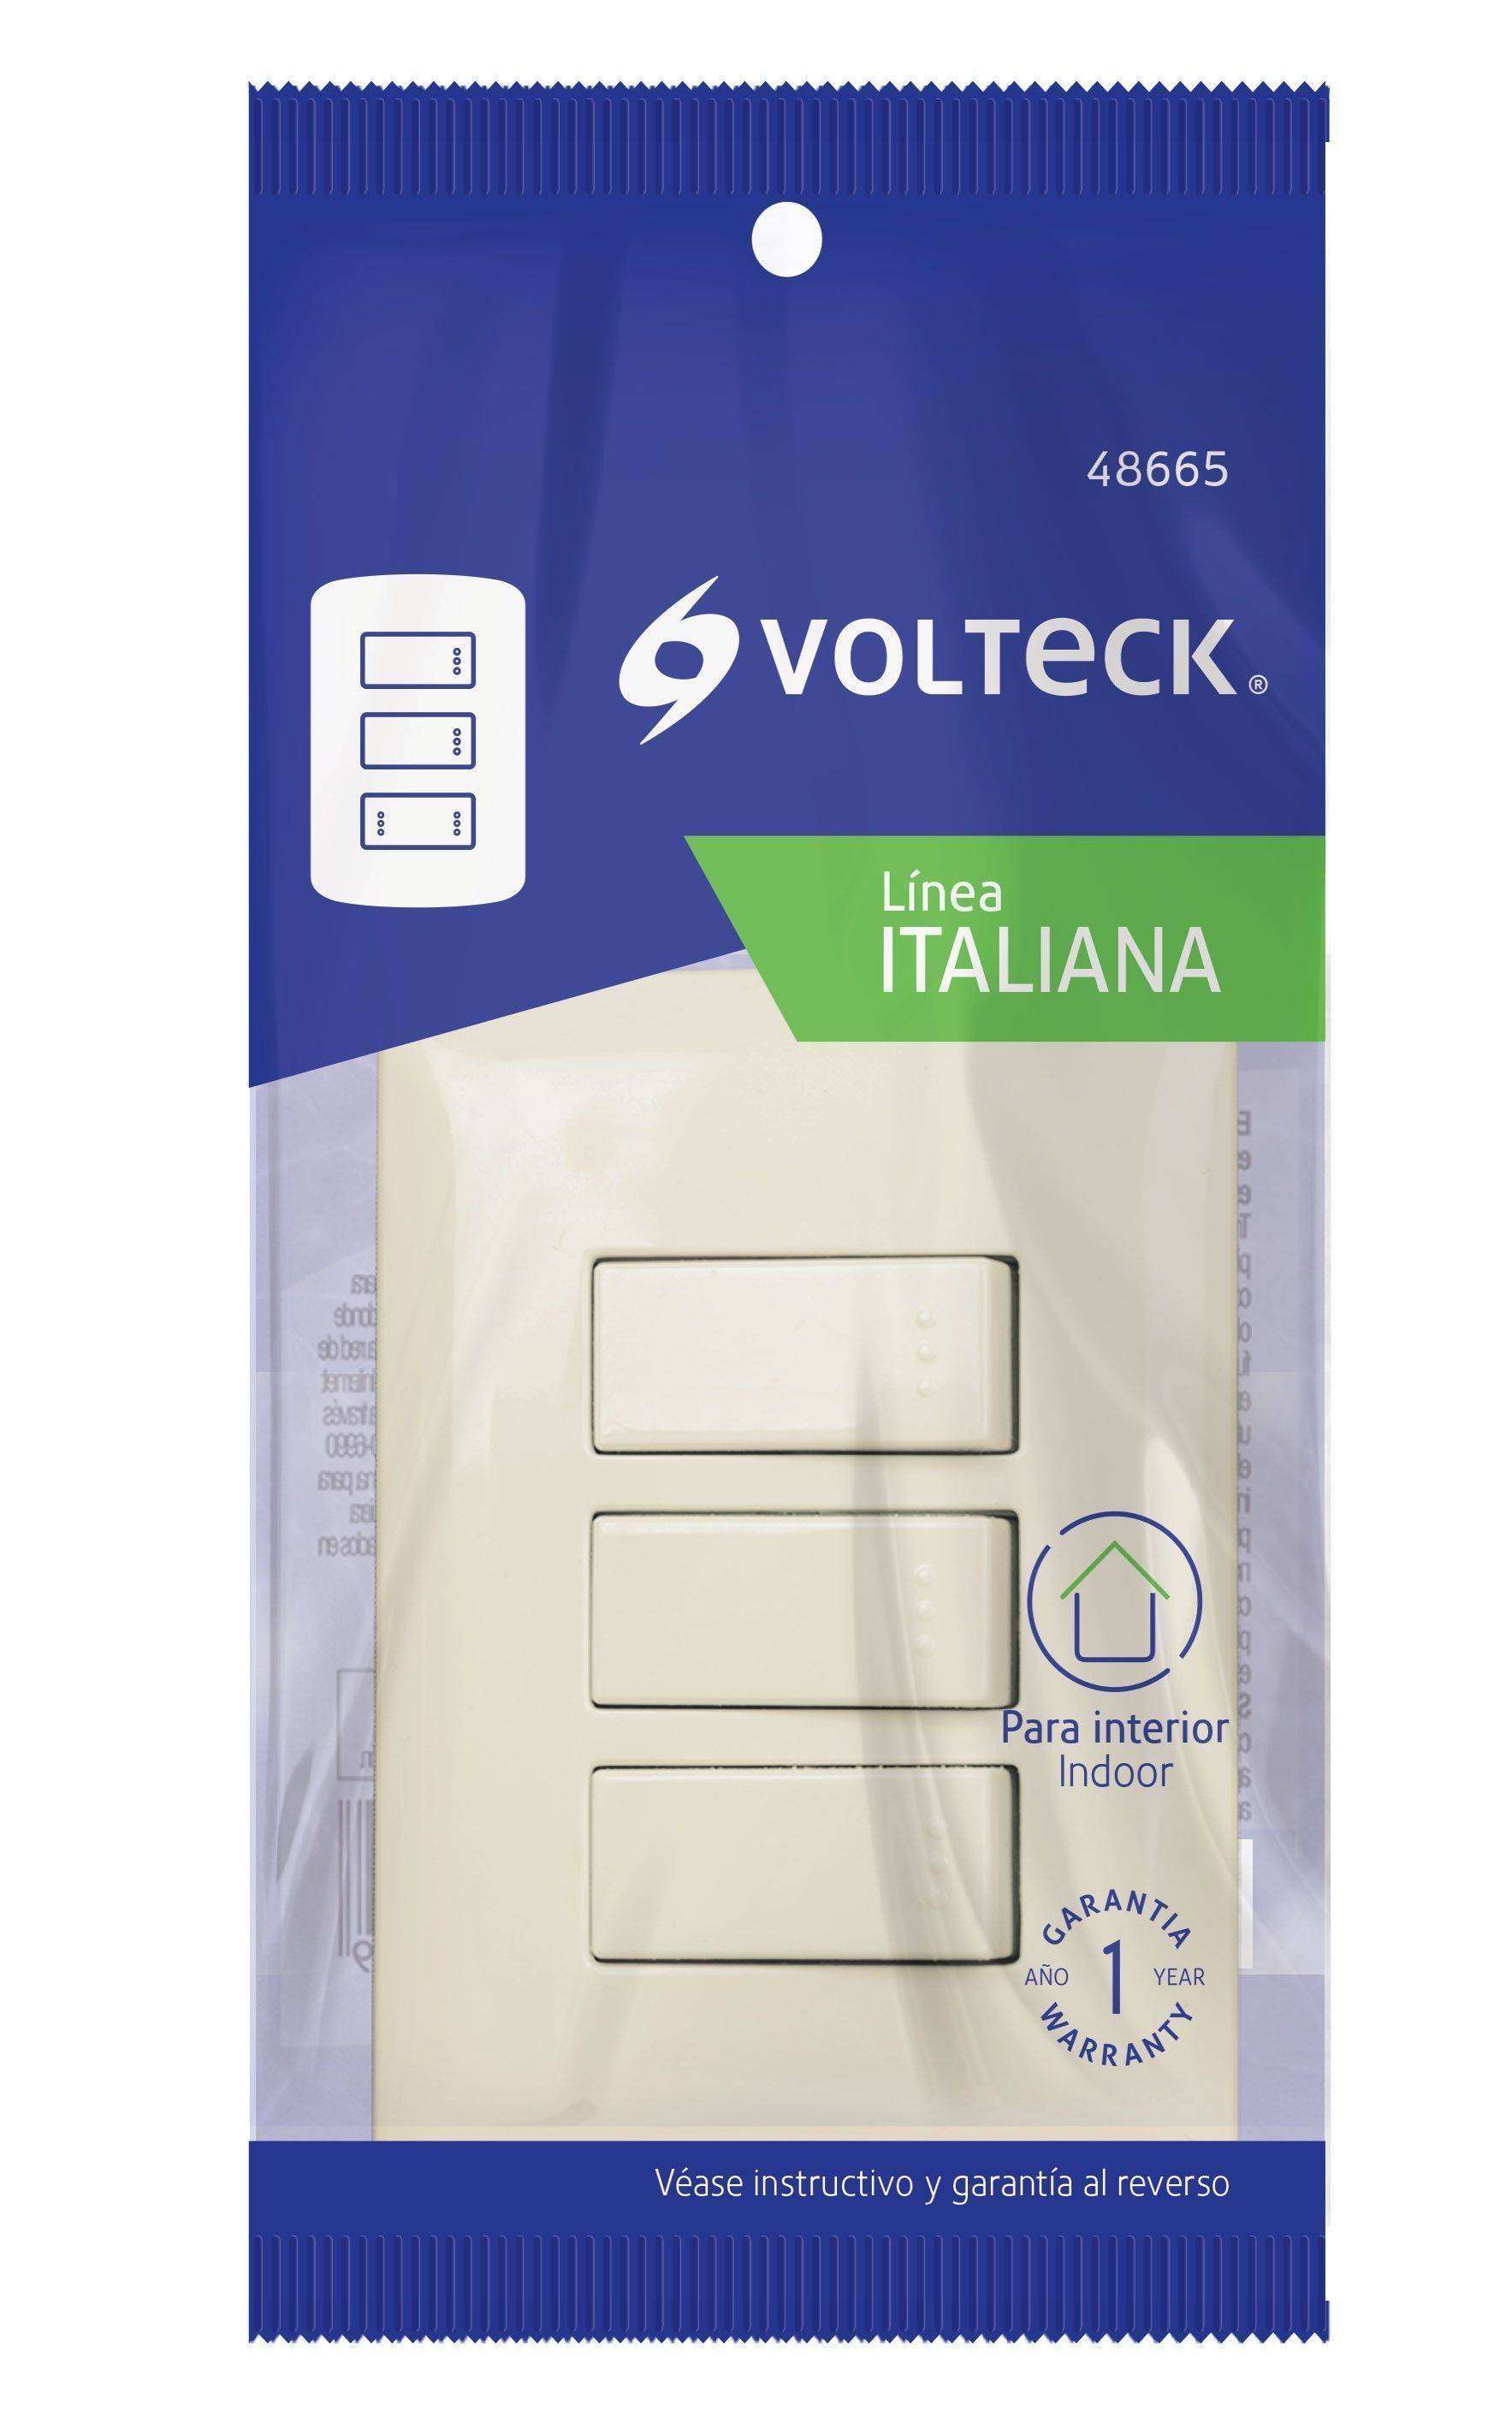 48665
VOLTECK®
Línea
ITALIANA
Para interior
Indoor
GARANTIA
AÑO 1 YEAR
WARRANTY
Véase instructivo y garantía al reverso